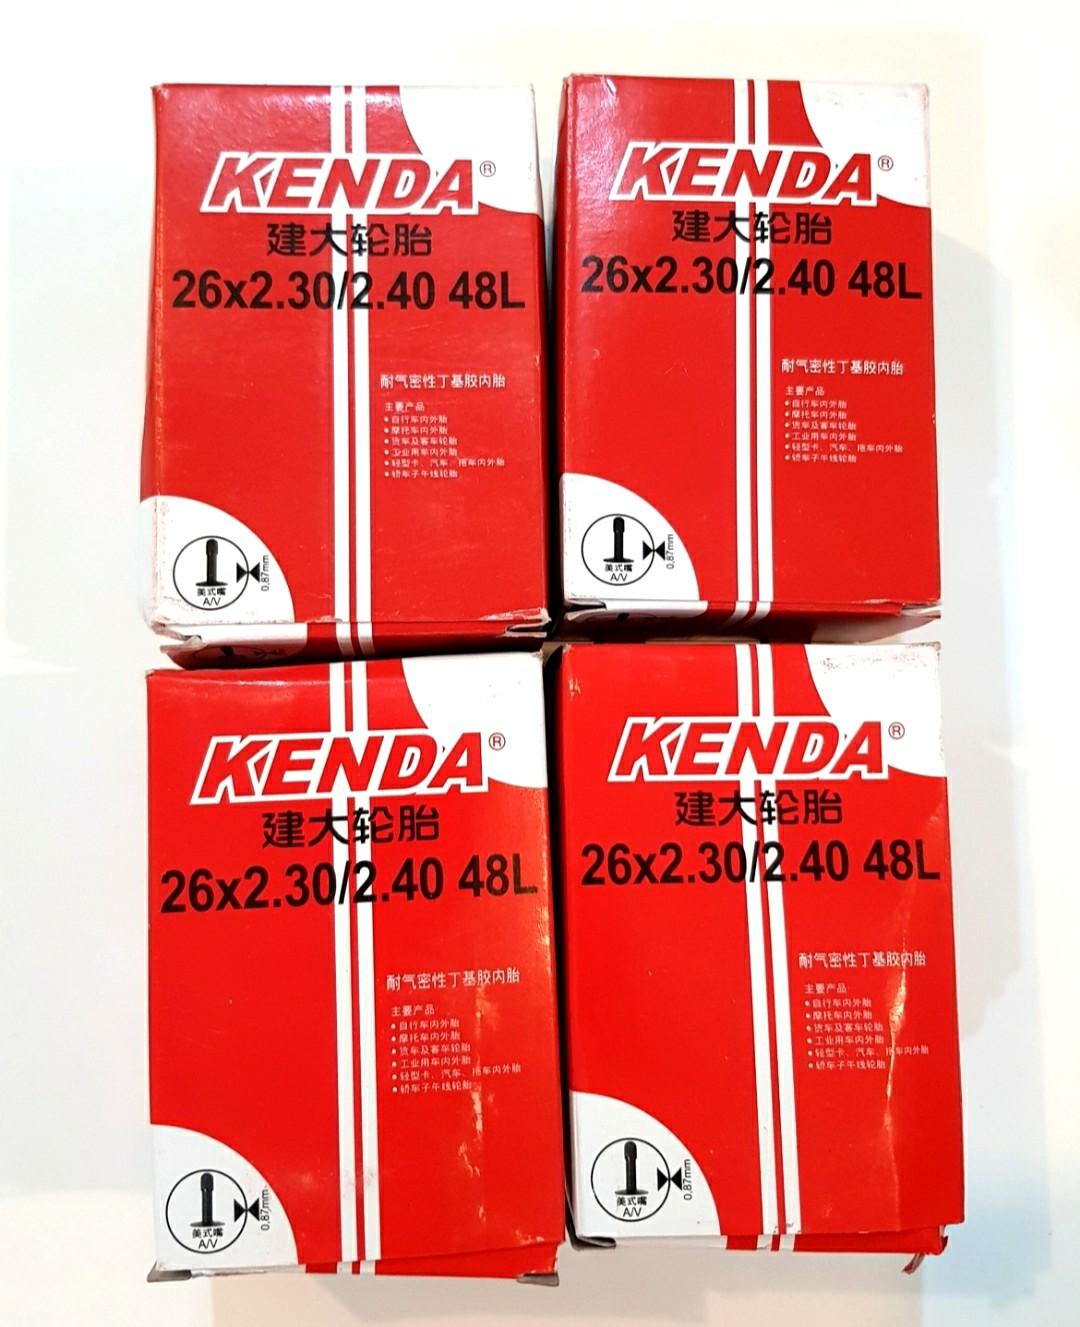 KENDA®
建大轮胎
26x2.30/2.40 48L
耐气密性丁基胶内胎
主要产品
• 自行车内外胎
• 摩托车内外胎
• 货车及客车轮胎
• 工业用车内外胎
• 轻型卡、汽车、拖车内外胎
• 轿车子午线轮胎
美式嘴
A/V
0,87mm
KENDA®
建大轮胎
26x2.30/2.40 48L
耐气密性丁基胶内胎
主要产品
• 自行车内外胎
• 摩托车内外胎
• 货车及客车轮胎
• 工业用车内外胎
• 轻型卡、汽车、拖车内外胎
• 轿车子午线轮胎
美式嘴
A/V
0,87mm
KENDA®
建大轮胎
26x2.30/2.40 48L
耐气密性丁基胶内胎
主要产品
• 自行车内外胎
• 摩托车内外胎
• 货车及客车轮胎
• 工业用车内外胎
• 轻型卡、汽车、拖车内外胎
• 轿车子午线轮胎
美式嘴
A/V
0,87mm
KENDA®
建大轮胎
26x2.30/2.40 48L
耐气密性丁基胶内胎
主要产品
• 自行车内外胎
• 摩托车内外胎
• 货车及客车轮胎
• 工业用车内外胎
• 轻型卡、汽车、拖车内外胎
• 轿车子午线轮胎
美式嘴
A/V
0,87mm